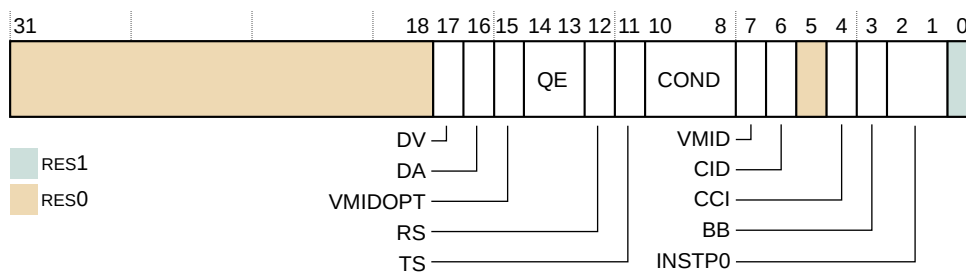 31 18 17 16 15 14 13 12 11 10 8 7 6 5 4 3 2 1 0
QE COND
DV VMID
DA CID
RES1
VMIDOPT CCI
RES0
RS BB
TS INSTP0